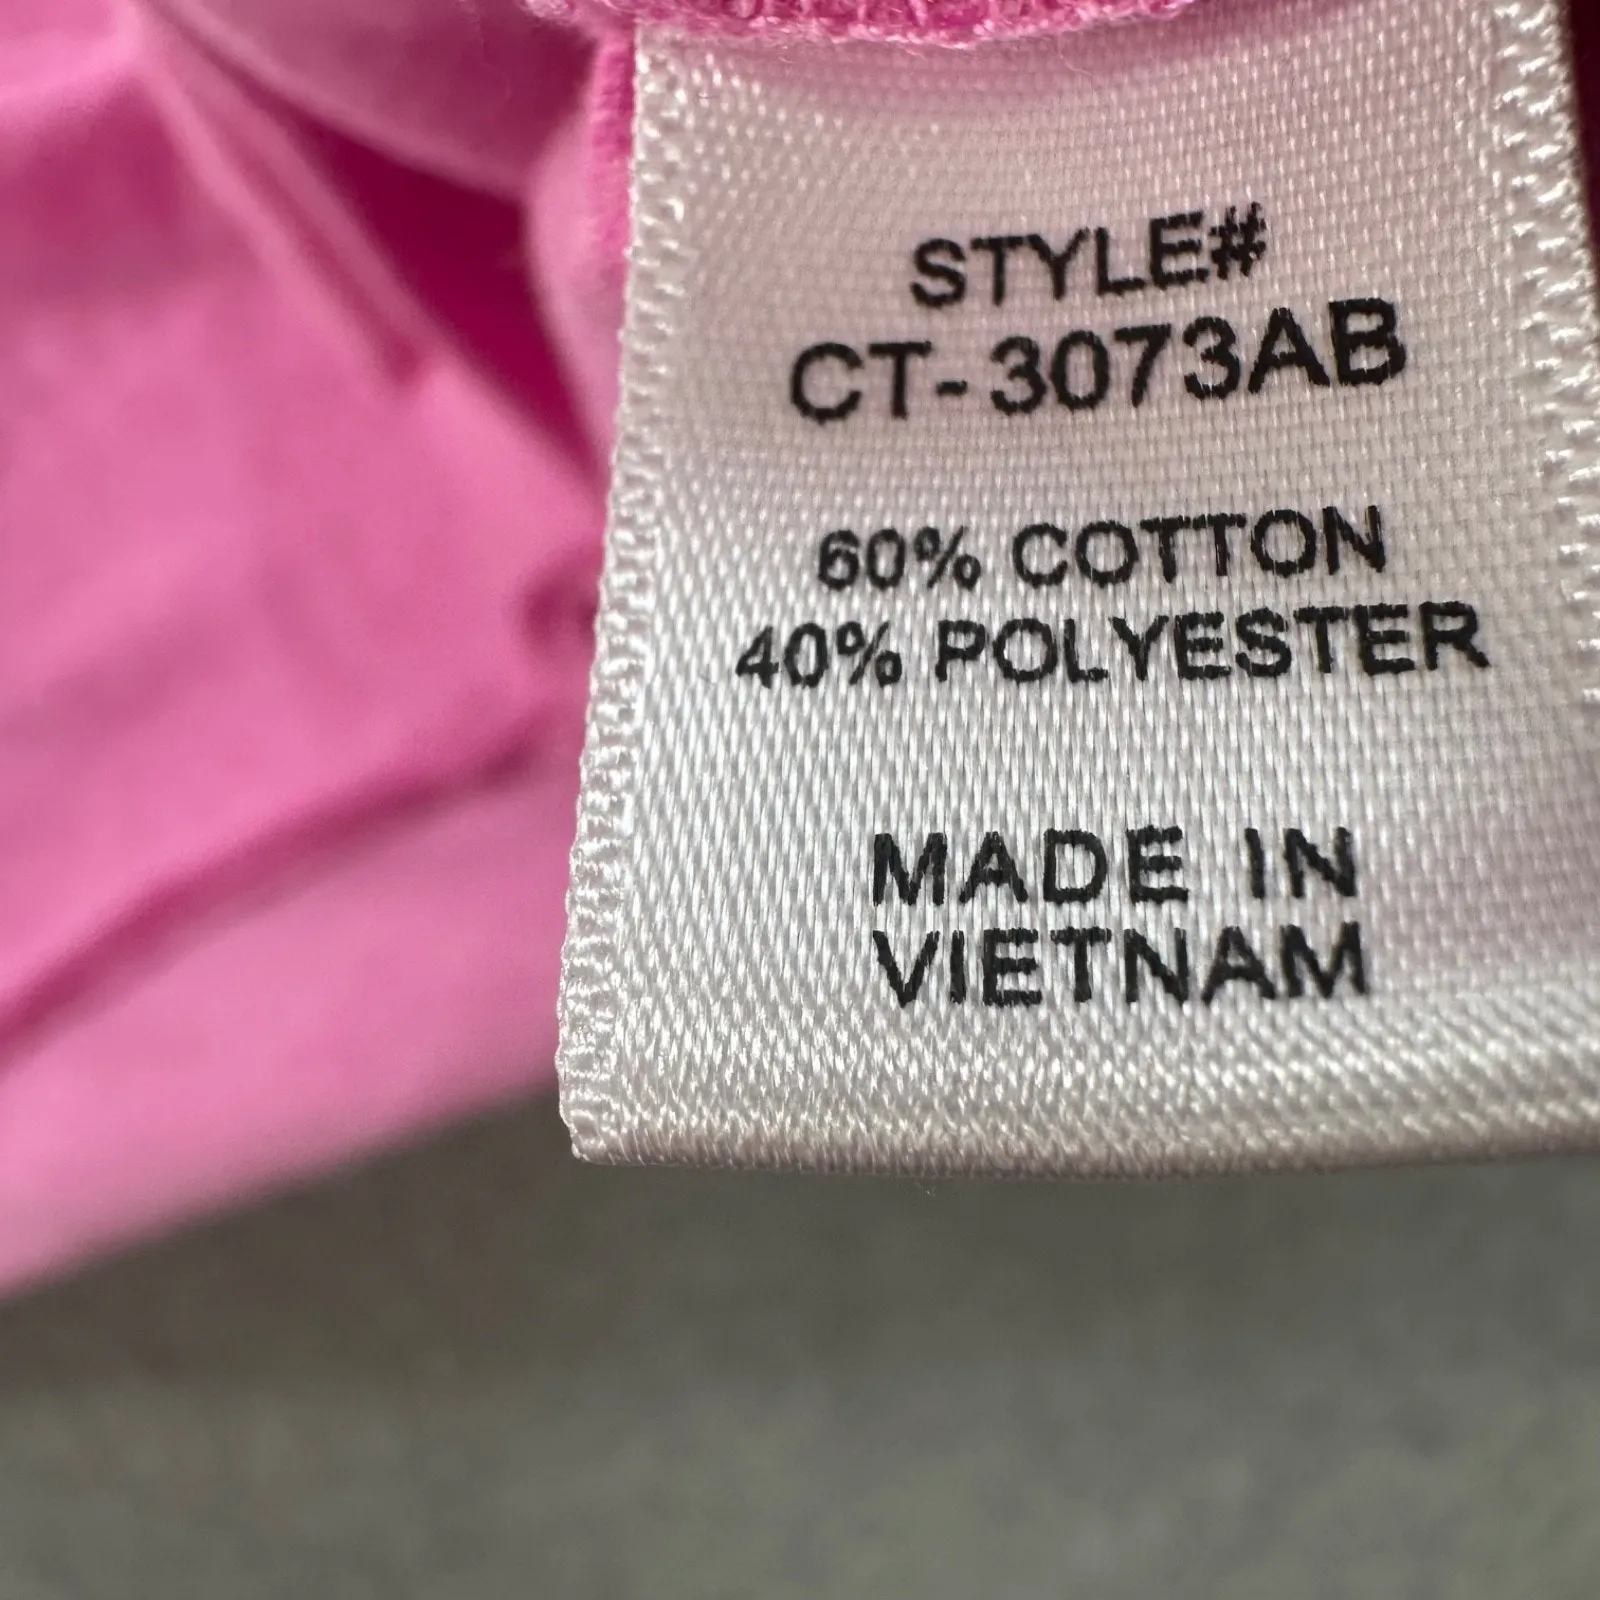 STYLE#
CT-3073AB
60% COTTON
40% POLYESTER
MADE IN
VIETNAM